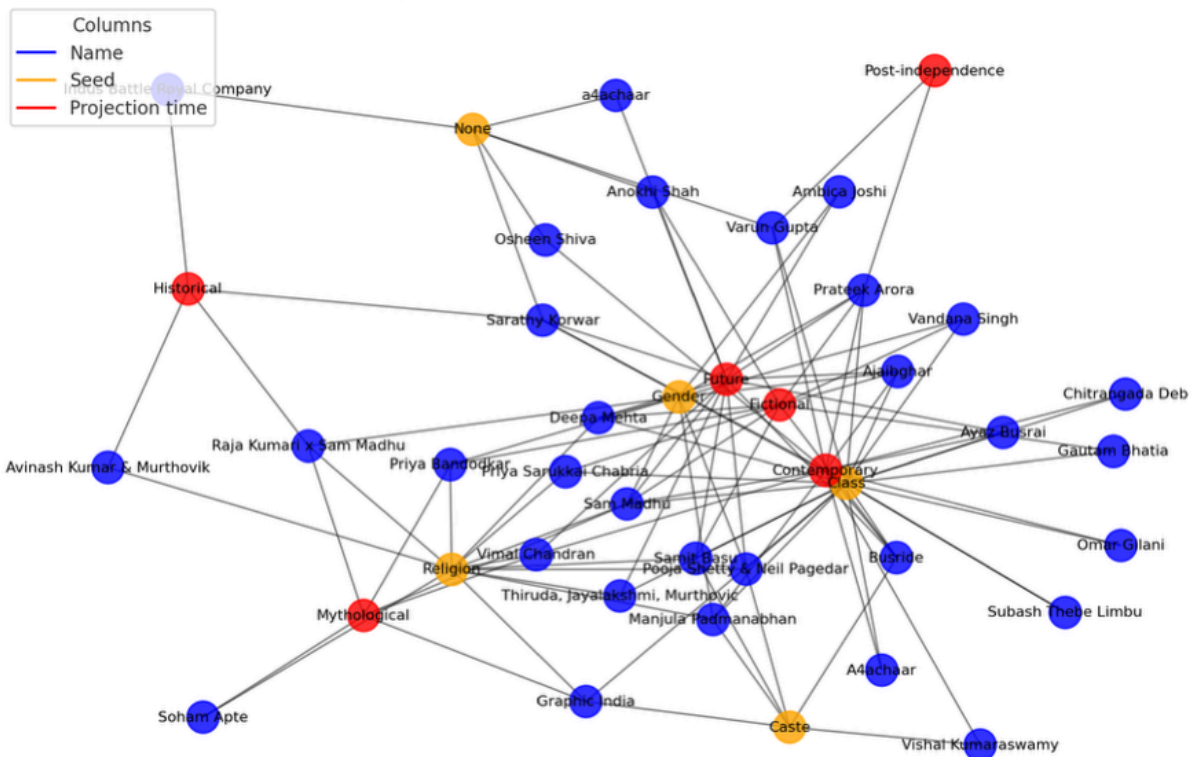 Columns
Name
Seed
Projection time
Indus Battle Royal Company
Post-independence
a4achaar
None
Anokhi Shah
Ambica Joshi
Varun Gupta
Osheen Shiva
Historical
Prateek Arora
Sarathy Korwar
Vandana Singh
Ajaibghar
Future
Gender
Fictional
Chitrangada Deb
Deepa Mehta
Ayaz Busrai
Raja Kumari x Sam Madhu
Gautam Bhatia
Avinash Kumar & Murthovik
Priya Bandodkar
Priya Sarukkai Chabria
Contemporary
Class
Sam Madhu
Omar Gilani
Vimal Chandran
Samit Basu
Busride
Religion
Pooja Shetty & Neil Pagedar
Thiruda, Jayalakshmi, Murthovic
Subash Thebe Limbu
Mythological
Manjula Padmanabhan
A4achaar
Graphic India
Soham Apte
Caste
Vishal Kumaraswamy